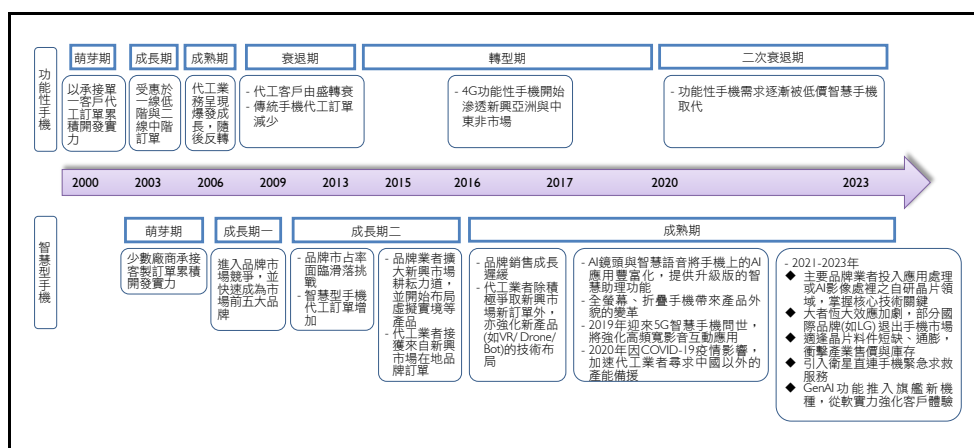 功能性手機
萌芽期
以承接單
一客戶代
工訂單累
積開發實
力
成長期
受惠於
一線低
階與二
線中階
訂單
成熟期
代工業
務呈現
爆發成
長，隨
後反轉
衰退期
- 代工客戶由盛轉衰
- 傳統手機代工訂單
減少
轉型期
- 4G功能性手機開始
滲透新興亞洲與中
東非市場
二次衰退期
- 功能性手機需求逐漸被低價智慧手機
取代
2000 2003 2006 2009 2013 2015 2016 2017 2020 2023
智慧型手機
萌芽期
少數廠商承接
客製訂單累積
開發實力
成長期一
進入品牌市
場競爭，並
快速成為市
場前五大品
牌
成長期二
- 品牌市占率
面臨滑落挑
戰
- 智慧型手機
代工訂單增
加
- 品牌業者擴
大新興市場
耕耘力道，
並開始布局
虛擬實境等
產品
- 代工業者接
獲來自新興
市場在地品
牌訂單
成熟期
- 品牌銷售成長
遲緩
- 代工業者除積
極爭取新興市
場新訂單外，
亦強化新產品
(如VR/ Drone/
Bot)的技術布
局
- AI鏡頭與智慧語音將手機上的AI
應用豐富化，提供升級版的智
慧助理功能
- 全螢幕、折疊手機帶來產品外
貌的變革
- 2019年迎來5G智慧手機問世，
將強化高頻寬影音互動應用
- 2020年因COVID-19疫情影響，
加速代工業者尋求中國以外的
產能備援
- 2021-2023年
◆ 主要品牌業者投入應用處理
或AI影像處裡之自研晶片領
域，掌握核心技術關鍵
◆ 大者恆大效應加劇，部分國
際品牌(如LG) 退出手機市場
◆ 適逢晶片料件短缺、通膨，
衝擊產業售價與庫存
◆ 引入衛星直連手機緊急求救
服務
◆ GenAI功能推入旗艦新機
種，從軟實力強化客戶體驗